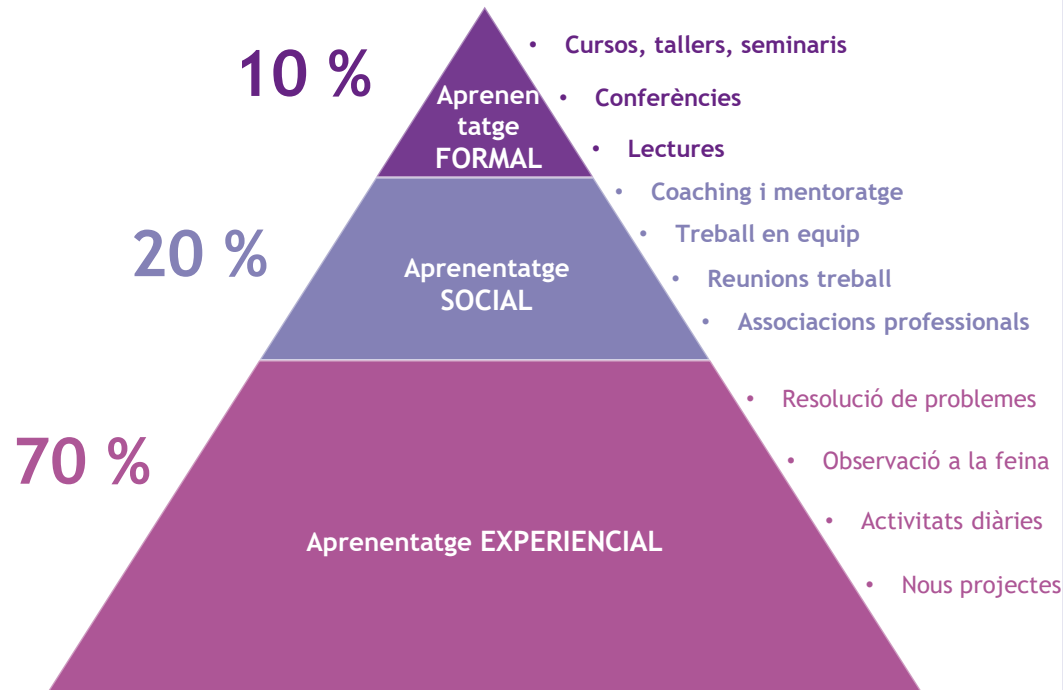 10 %
Aprenen
tatge
FORMAL
• Cursos, tallers, seminaris
• Conferències
• Lectures
20 %
Aprenentatge
SOCIAL
• Coaching i mentoratge
• Treball en equip
• Reunions treball
• Associacions professionals
70 %
Aprenentatge EXPERIENCIAL
• Resolució de problemes
• Observació a la feina
• Activitats diàries
• Nous projectes